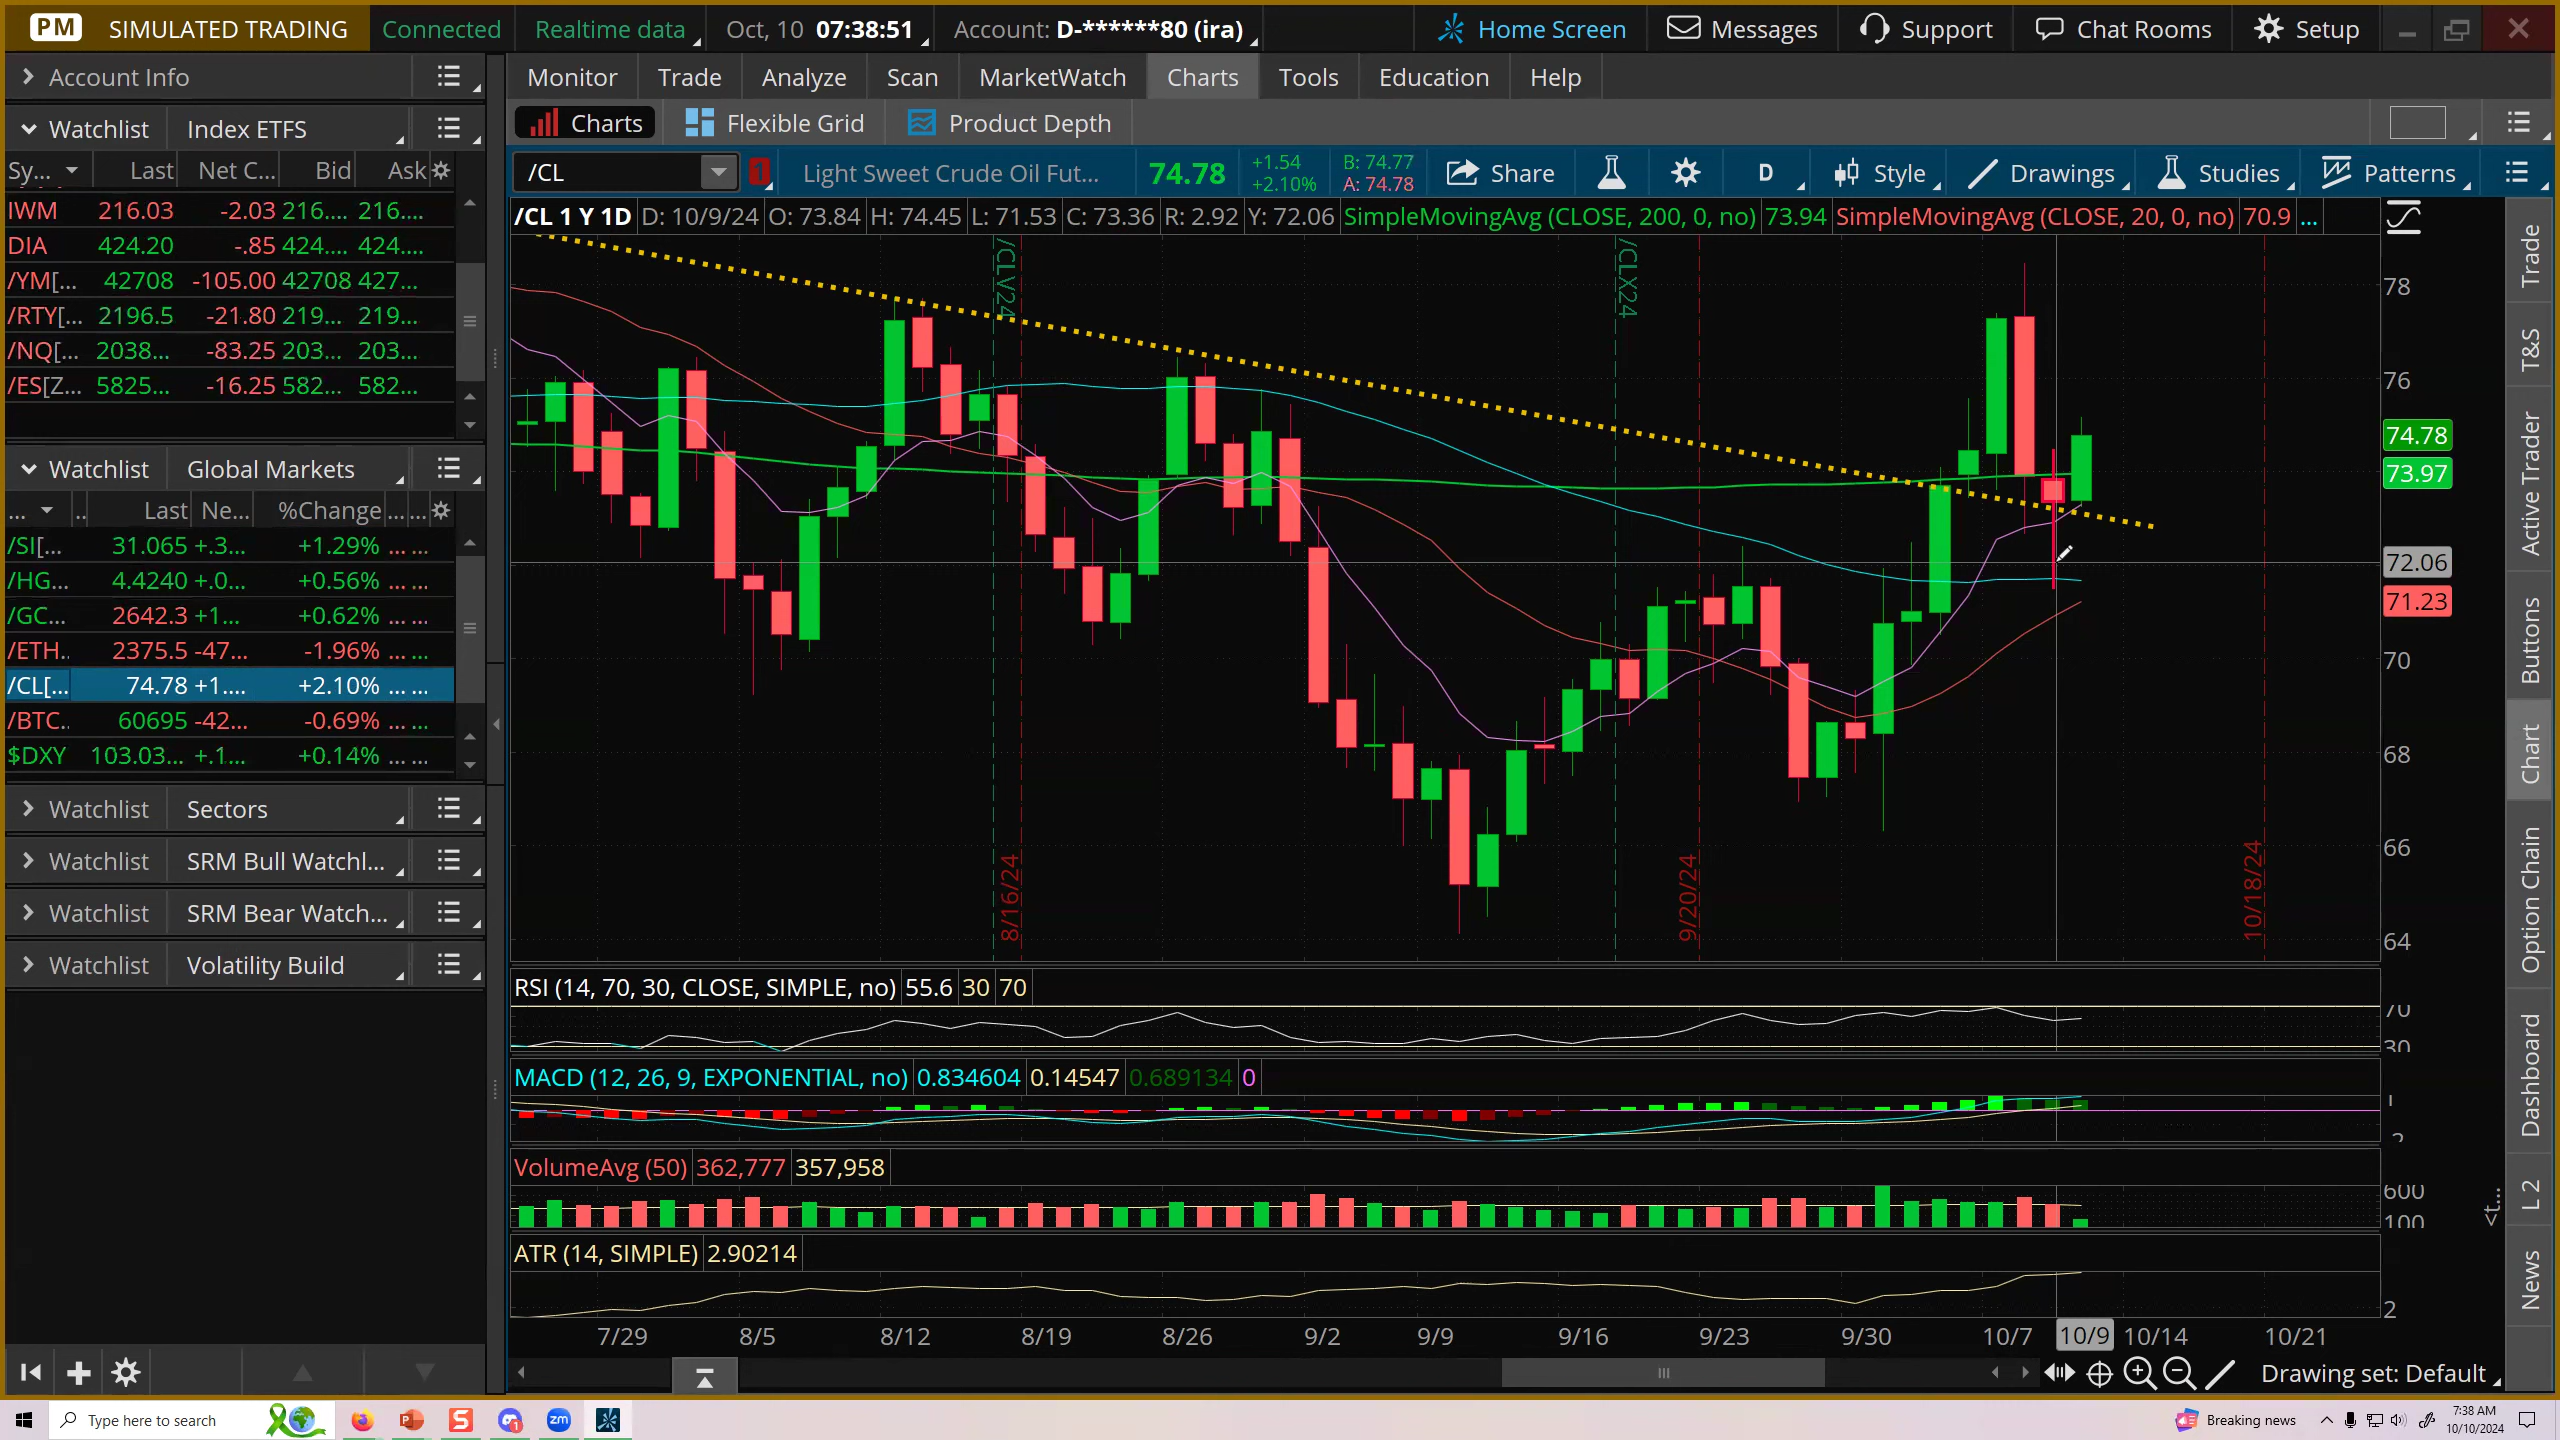 PM SIMULATED TRADING Connected Realtime data Oct, 10 07:38:51 Account: D-******80 (ira) Home Screen Messages Support Chat Rooms Setup
Account Info
Monitor Trade Analyze Scan MarketWatch Charts Tools Education Help
Watchlist Index ETFS
Charts Flexible Grid Product Depth
Sy... Last Net C... Bid Ask
/CL 1 Light Sweet Crude Oil Fut... 74.78 +1.54 +2.10% B: 74.77 A: 74.78 Share D Style Drawings Studies Patterns
/CL 1 Y 1D D: 10/9/24 O: 73.84 H: 74.45 L: 71.53 C: 73.36 R: 2.92 Y: 72.06 SimpleMovingAvg (CLOSE, 200, 0, no) 73.94 SimpleMovingAvg (CLOSE, 20, 0, no) 70.9 ...
IWM 216.03 -2.03 216.... 216....
DIA 424.20 -.85 424.... 424....
/YM[... 42708 -105.00 42708 427...
/RTY[... 2196.5 -21.80 219... 219...
/NQ[... 2038... -83.25 203... 203...
/ES[Z... 5825... -16.25 582... 582...
Watchlist Global Markets
... .. Last Ne... %Change ... ...
/SI[... 31.065 +.3... +1.29% ... ...
/HG... 4.4240 +.0... +0.56% ... ...
/GC... 2642.3 +1... +0.62% ... ...
/ETH.. 2375.5 -47... -1.96% ... ...
/CL[... 74.78 +1.... +2.10% ... ...
/BTC.. 60695 -42... -0.69% ... ...
$DXY 103.03... +.1... +0.14% ... ...
Watchlist Sectors
Watchlist SRM Bull Watchl...
Watchlist SRM Bear Watch...
Watchlist Volatility Build
/CLV24
/CLX24
8/16/24
9/20/24
10/18/24
78
76
74.78
73.97
72.06
71.23
70
68
66
64
RSI (14, 70, 30, CLOSE, SIMPLE, no) 55.6 30 70
70
30
MACD (12, 26, 9, EXPONENTIAL, no) 0.834604 0.14547 0.689134 0
1
-2
VolumeAvg (50) 362,777 357,958
600
100
<t...
ATR (14, SIMPLE) 2.90214
2
7/29 8/5 8/12 8/19 8/26 9/2 9/9 9/16 9/23 9/30 10/7 10/9 10/14 10/21
Drawing set: Default
Trade
T&S
Active Trader
Buttons
Chart
Option Chain
Dashboard
L 2
News
Type here to search
Breaking news
7:38 AM
10/10/2024